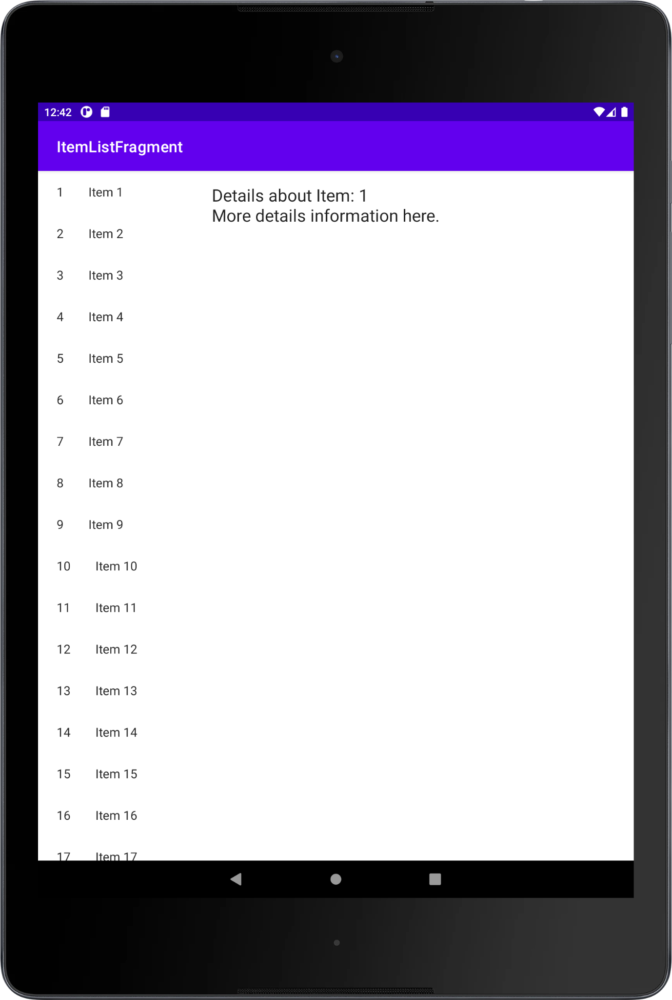 12:42
ItemListFragment
1 Item 1
2 Item 2
3 Item 3
4 Item 4
5 Item 5
6 Item 6
7 Item 7
8 Item 8
9 Item 9
10 Item 10
11 Item 11
12 Item 12
13 Item 13
14 Item 14
15 Item 15
16 Item 16
17 Item 17
Details about Item: 1
More details information here.